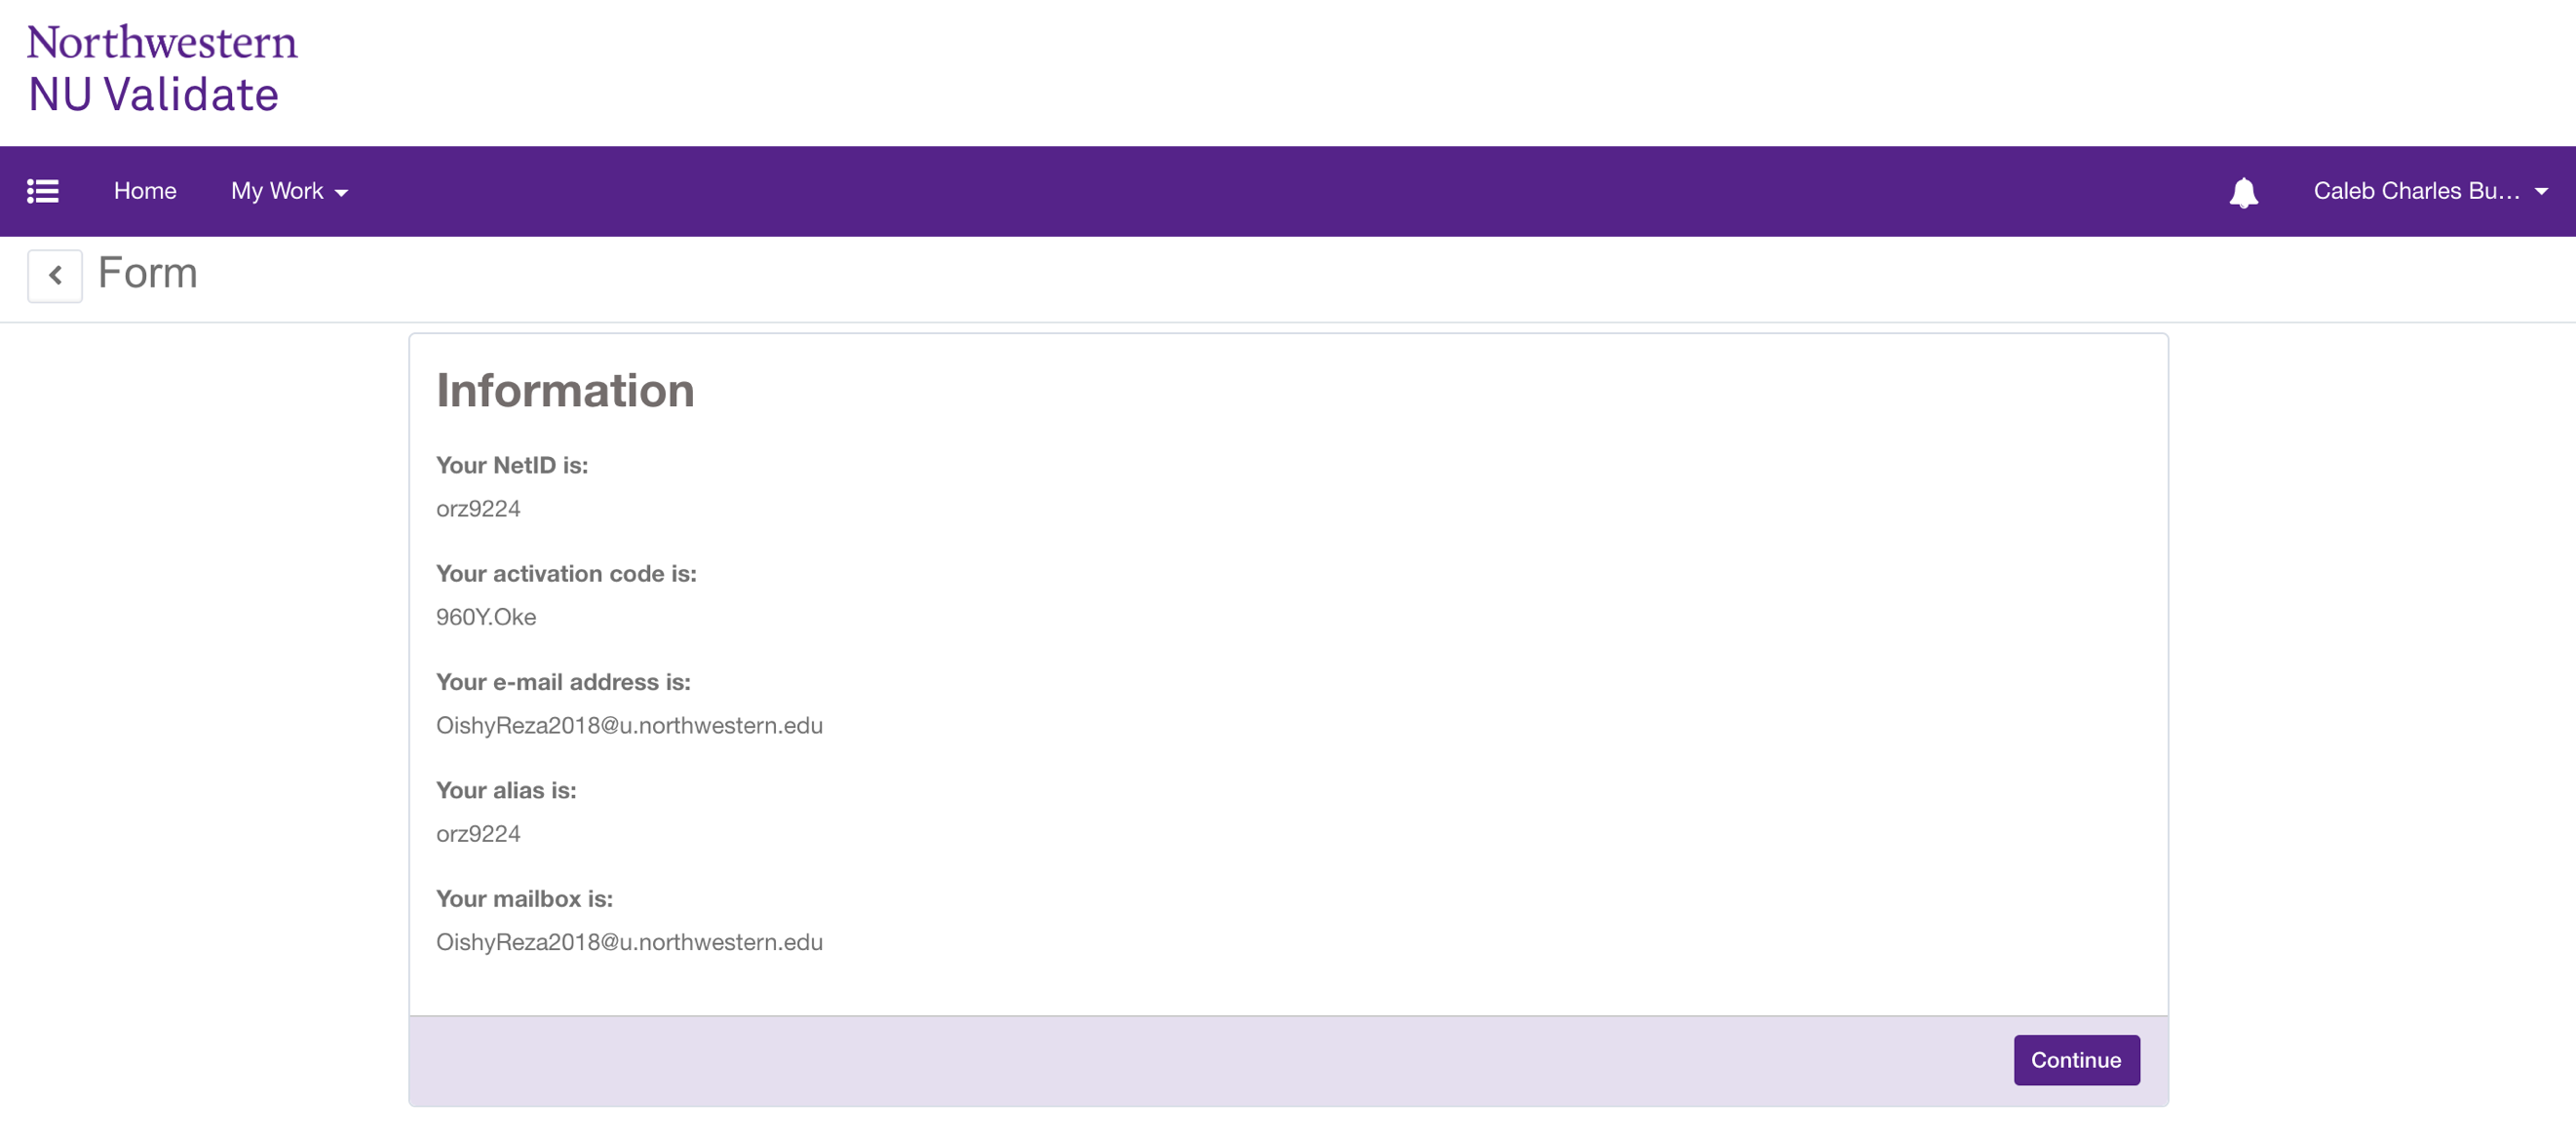 Northwestern
NU Validate
Home
My Work
Caleb Charles Bu...
Form
Information
Your NetID is:
orz9224
Your activation code is:
960Y.Oke
Your e-mail address is:
OishyReza2018@u.northwestern.edu
Your alias is:
orz9224
Your mailbox is:
OishyReza2018@u.northwestern.edu
Continue